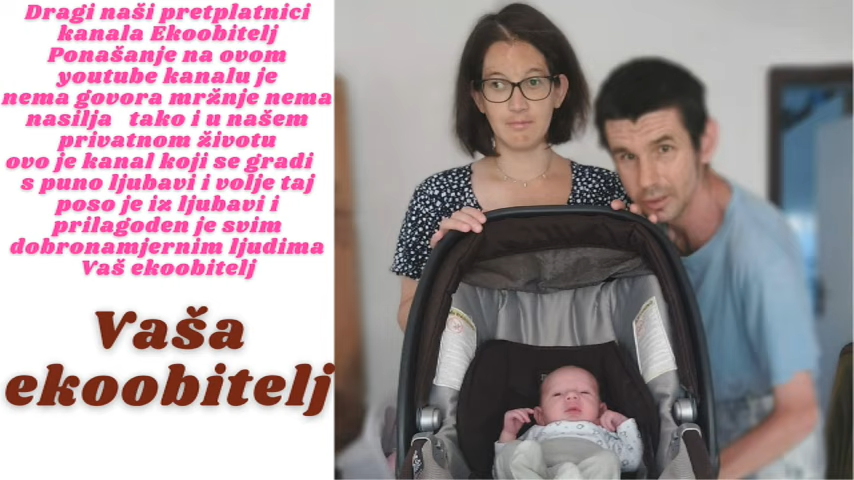 Dragi naši pretplatnici
kanala Ekoobitelj
Ponašanje na ovom
youtube kanalu je
nema govora mržnje nema
nasilja tako i u našem
privatnom životu
ovo je kanal koji se gradi
s puno ljubavi i volje taj
poso je iz ljubavi i
prilagođen je svim
dobronamjernim ljudima
Vaš ekoobitelj
Vaša
ekoobitelj